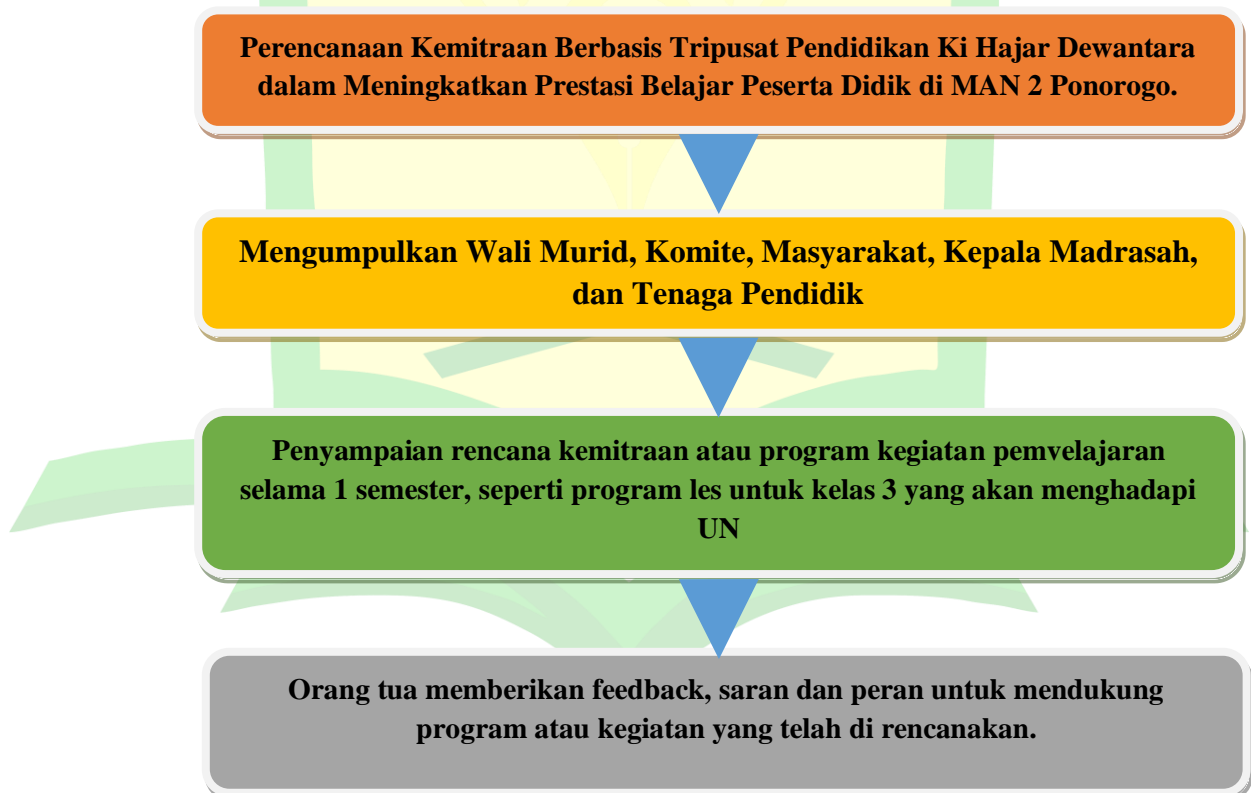 Perencanaan Kemitraan Berbasis Tripusat Pendidikan Ki Hajar Dewantara
dalam Meningkatkan Prestasi Belajar Peserta Didik di MAN 2 Ponorogo.
Mengumpulkan Wali Murid, Komite, Masyarakat, Kepala Madrasah,
dan Tenaga Pendidik
Penyampaian rencana kemitraan atau program kegiatan pemvelajaran
selama 1 semester, seperti program les untuk kelas 3 yang akan menghadapi
UN
Orang tua memberikan feedback, saran dan peran untuk mendukung
program atau kegiatan yang telah di rencanakan.